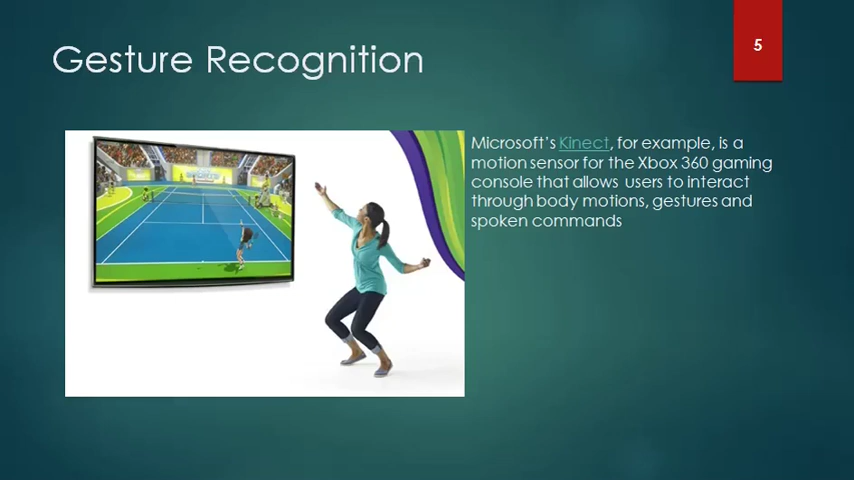 5
Gesture Recognition
Microsoft's Kinect, for example, is a
motion sensor for the Xbox 360 gaming
console that allows users to interact
through body motions, gestures and
spoken commands